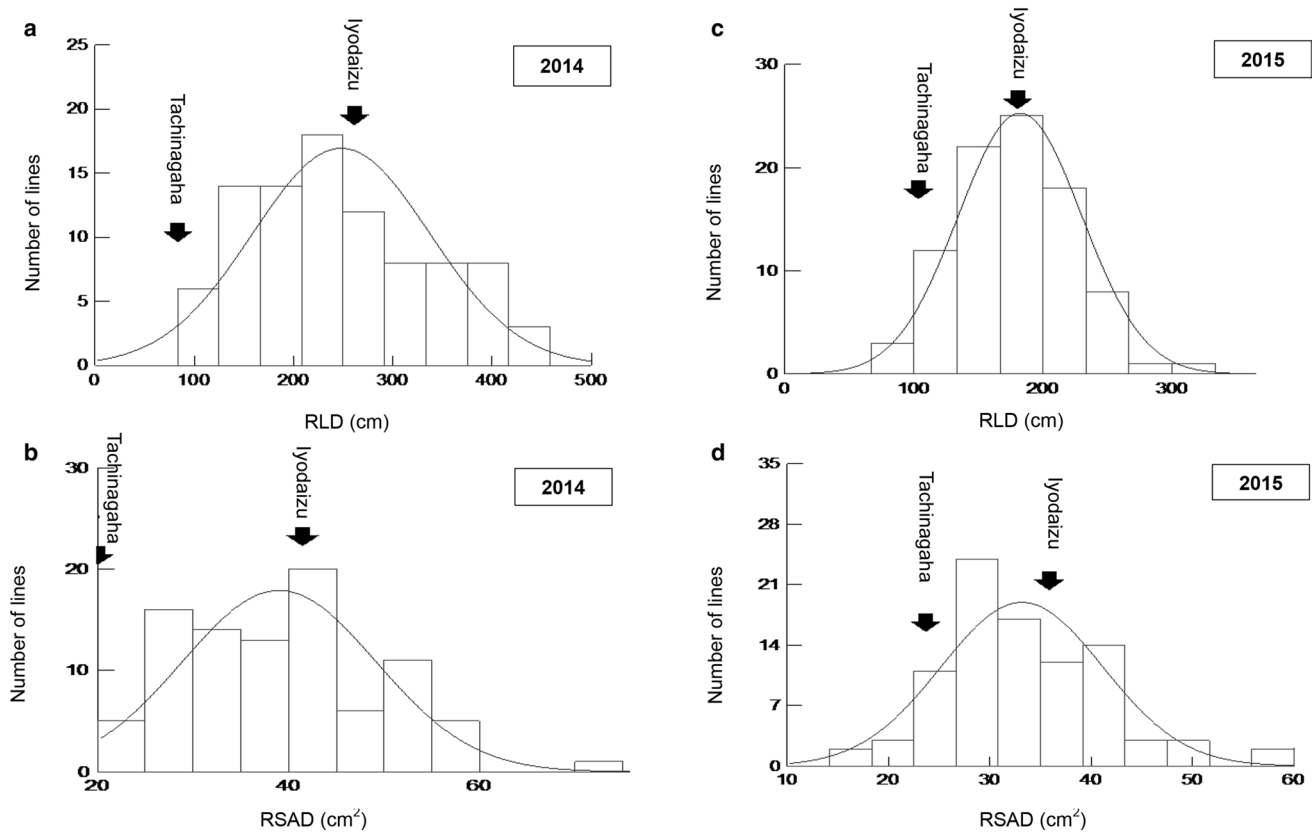 a
2014
Iyodaizu
Tachinagaha
Number of lines
25
20
15
10
5
0
0 100 200 300 400 500
RLD (cm)
b
2014
Tachinagaha
Iyodaizu
Number of lines
30
20
10
0
20 40 60
RSAD (cm²)
c
2015
Iyodaizu
Tachinagaha
Number of lines
30
20
10
0
0 100 200 300
RLD (cm)
d
2015
Tachinagaha
Iyodaizu
Number of lines
35
28
21
14
7
0
10 20 30 40 50 60
RSAD (cm²)